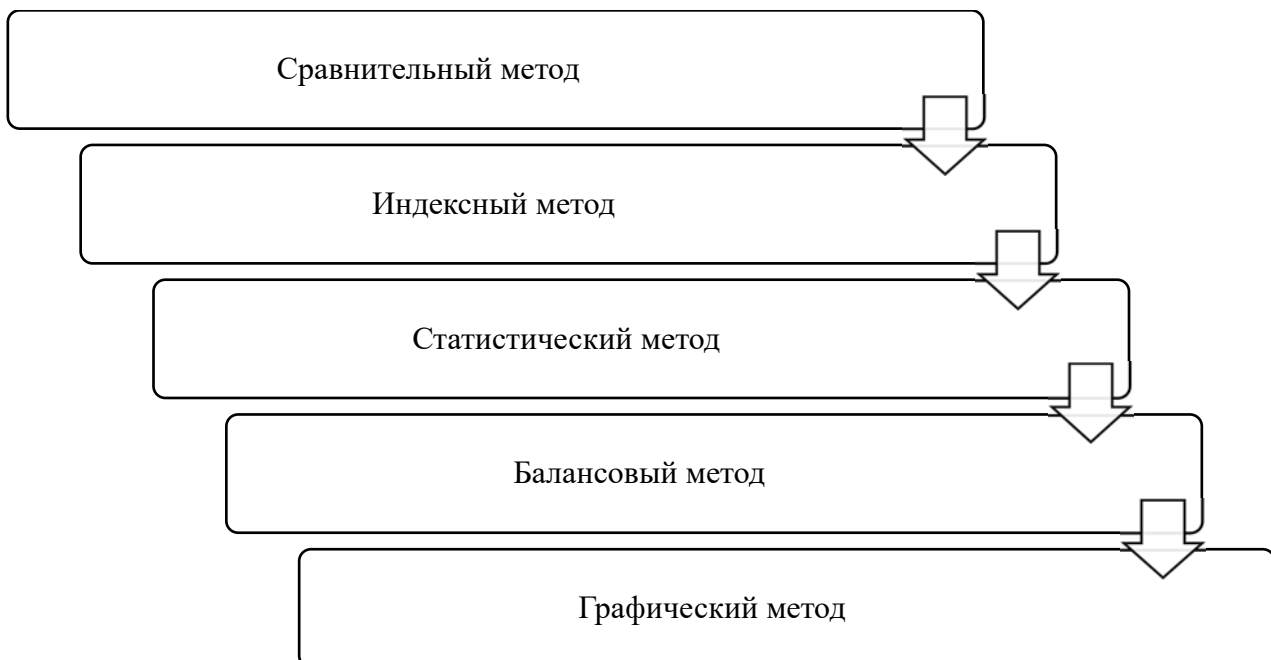 Сравнительный метод
Индексный метод
Статистический метод
Балансовый метод
Графический метод